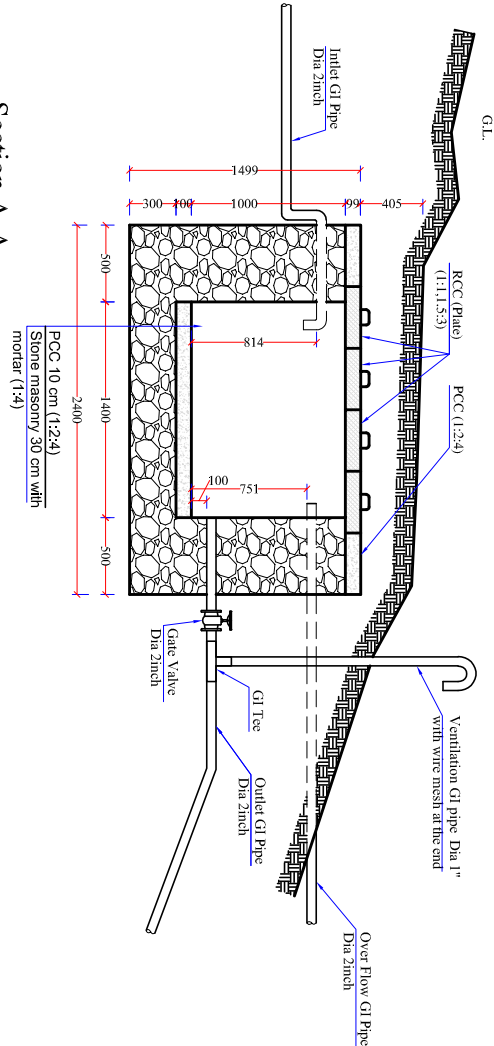 G.L.
Intlet GI Pipe
Dia 2inch
RCC (Plate)
(1:1.1.5:3)
PCC (1:2:4)
Ventilation GI pipe Dia 1"
with wire mesh at the end
1499
300
100
1000
99
405
500
1400
500
2400
814
751
100
PCC 10 cm (1:2:4)
Stone masonry 30 cm with
mortar (1:4)
Gate Valve
Dia 2inch
GI Tee
Outlet GI Pipe
Dia 2inch
Over Flow GI Pipe
Dia 2inch
Section A-A